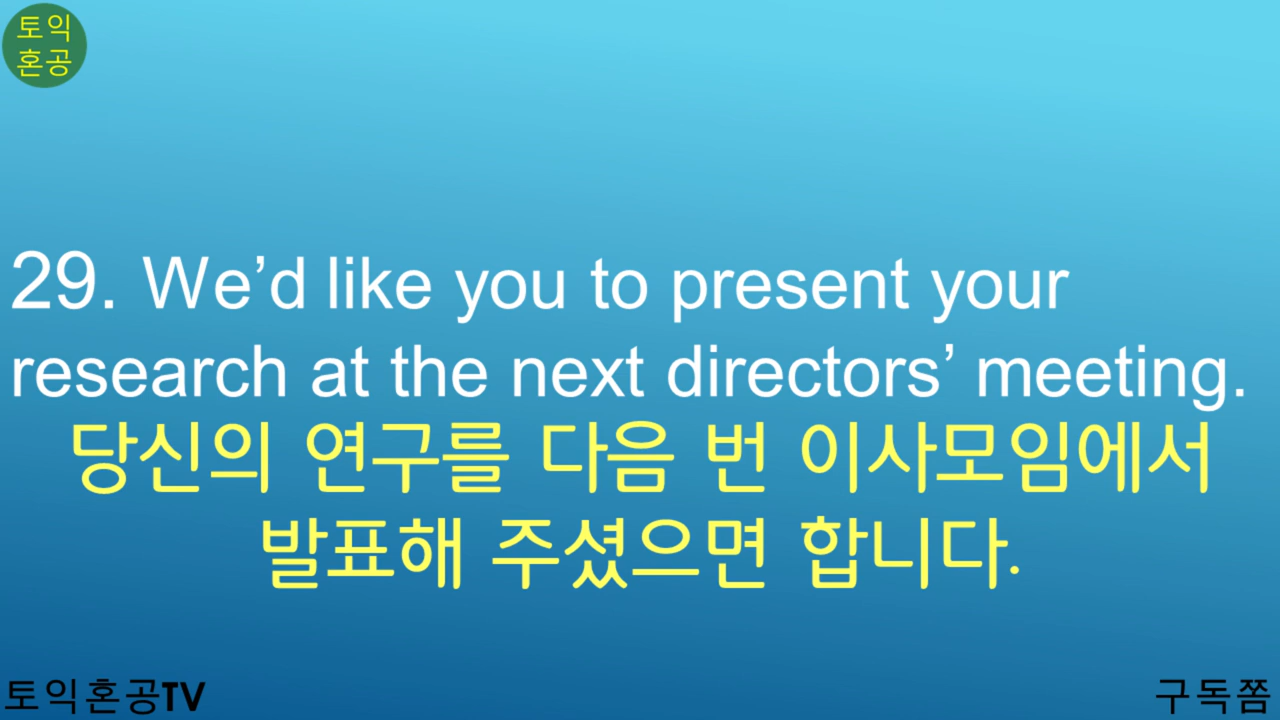 토익
혼공
29. We’d like you to present your
research at the next directors’ meeting.
당신의 연구를 다음 번 이사모임에서
발표해 주셨으면 합니다.
토익혼공TV
구독쫌